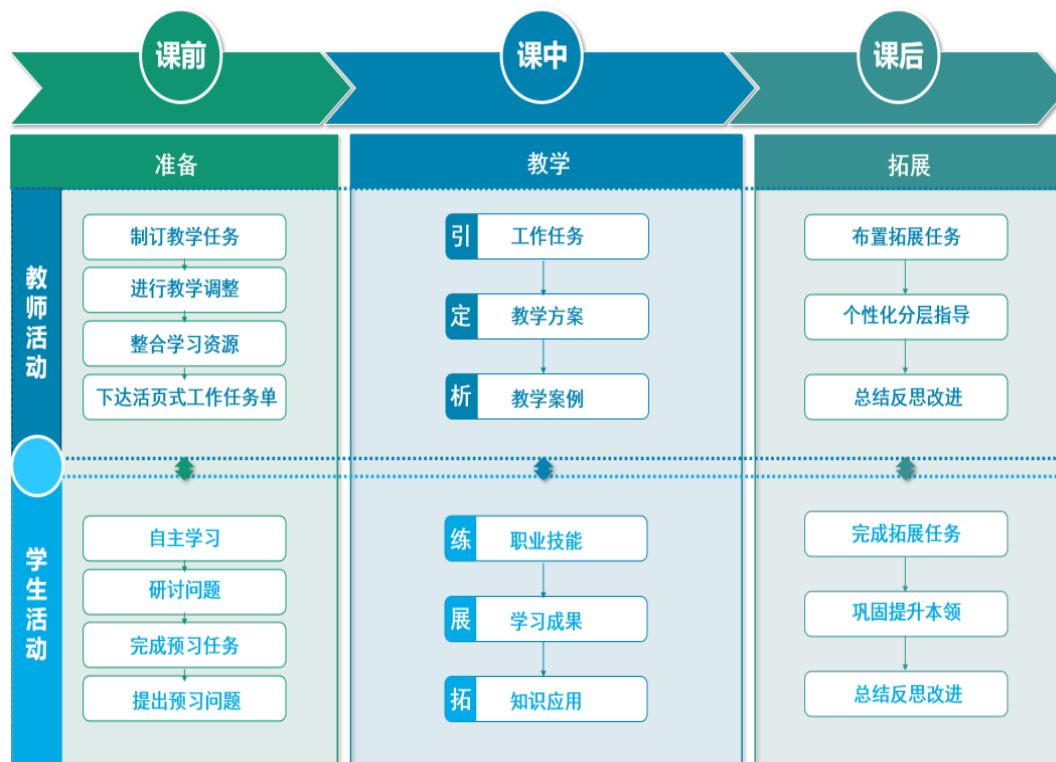 课前
课中
课后
准备
教学
拓展
教师活动
制订教学任务
进行教学调整
整合学习资源
下达活页式工作任务单
引 工作任务
定 教学方案
析 教学案例
布置拓展任务
个性化分层指导
总结反思改进
学生活动
自主学习
研讨问题
完成预习任务
提出预习问题
练 职业技能
展 学习成果
拓 知识应用
完成拓展任务
巩固提升本领
总结反思改进